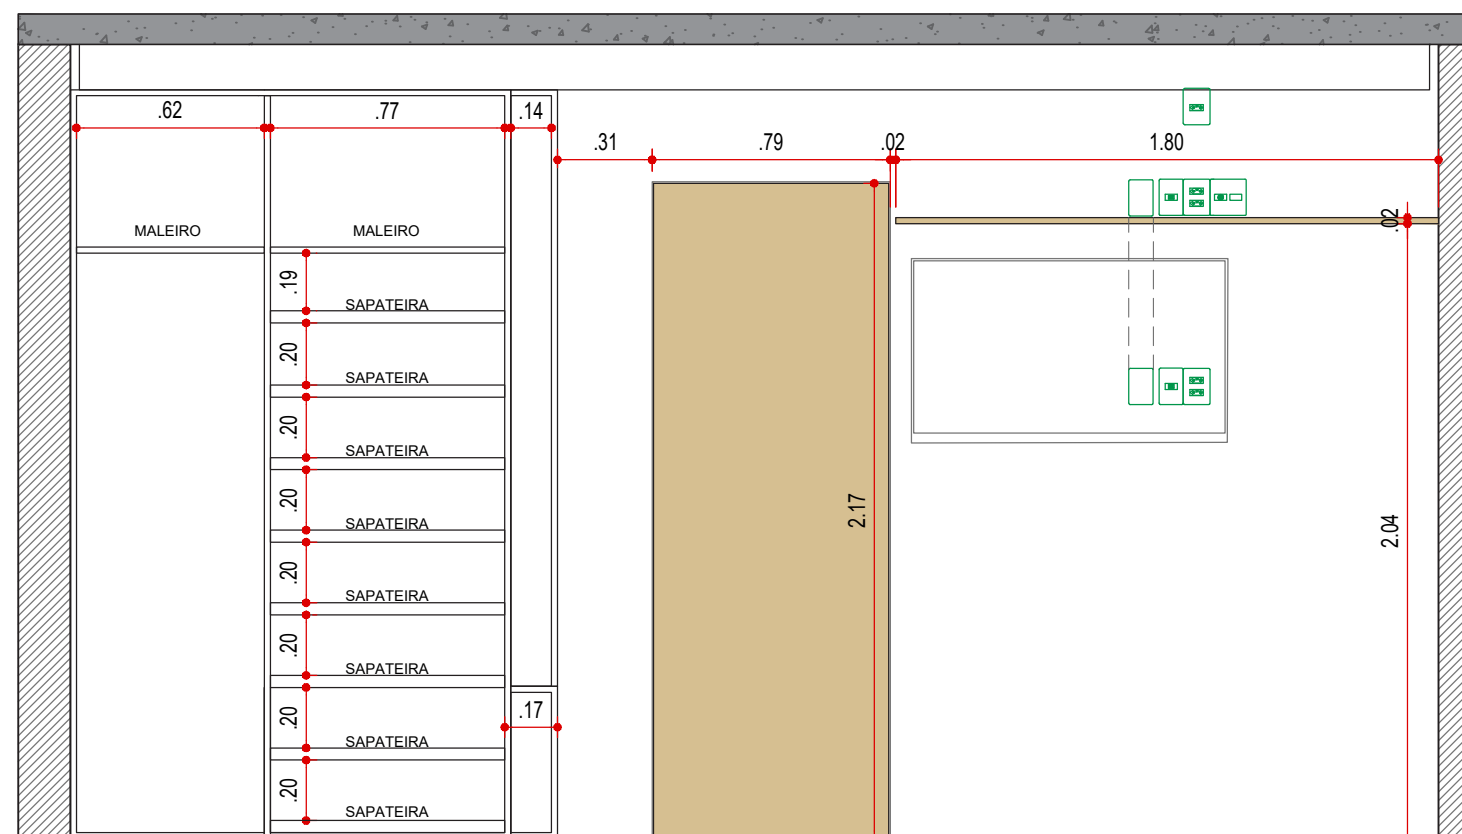 .62
.77
.14
.31
.79
.02
1.80
MALEIRO
MALEIRO
.02
.19
SAPATEIRA
.20
SAPATEIRA
.20
SAPATEIRA
.20
SAPATEIRA
2.17
2.04
.20
SAPATEIRA
.20
SAPATEIRA
.20
SAPATEIRA
.17
.20
SAPATEIRA